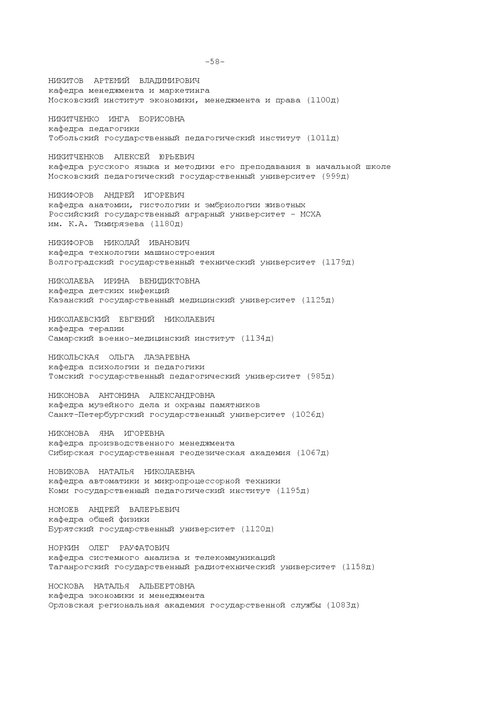 -58-
НИКИТОВ АРТЕМИЙ ВЛАДИМИРОВИЧ
кафедра менеджмента и маркетинга
Московский институт экономики, менеджмента и права (1100д)
НИКИТЧЕНКО ИНГА БОРИСОВНА
кафедра педагогики
Тобольский государственный педагогический институт (1011д)
НИКИТЧЕНКОВ АЛЕКСЕЙ ЮРЬЕВИЧ
кафедра русского языка и методики его преподавания в начальной школе
Московский педагогический государственный университет (999д)
НИКИФОРОВ АНДРЕЙ ИГОРЕВИЧ
кафедра анатомии, гистологии и эмбриологии животных
Российский государственный аграрный университет - МСХА
им. К.А. Тимирязева (1180д)
НИКИФОРОВ НИКОЛАЙ ИВАНОВИЧ
кафедра технологии машиностроения
Волгоградский государственный технический университет (1179д)
НИКОЛАЕВА ИРИНА ВЕНИДИКТОВНА
кафедра детских инфекций
Казанский государственный медицинский университет (1125д)
НИКОЛАЕВСКИЙ ЕВГЕНИЙ НИКОЛАЕВИЧ
кафедра терапии
Самарский военно-медицинский институт (1134д)
НИКОЛЬСКАЯ ОЛЬГА ЛАЗАРЕВНА
кафедра психологии и педагогики
Томский государственный педагогический университет (985д)
НИКОНОВА АНТОНИНА АЛЕКСАНДРОВНА
кафедра музейного дела и охраны памятников
Санкт-Петербургский государственный университет (1026д)
НИКОНОВА ЯНА ИГОРЕВНА
кафедра производственного менеджмента
Сибирская государственная геодезическая академия (1067д)
НОВИКОВА НАТАЛЬЯ НИКОЛАЕВНА
кафедра автоматики и микропроцессорной техники
Коми государственный педагогический институт (1195д)
НОМОЕВ АНДРЕЙ ВАЛЕРЬЕВИЧ
кафедра общей физики
Бурятский государственный университет (1120д)
НОРКИН ОЛЕГ РАУФАТОВИЧ
кафедра системного анализа и телекоммуникаций
Таганрогский государственный радиотехнический университет (1158д)
НОСКОВА НАТАЛЬЯ АЛЬБЕРТОВНА
кафедра экономики и менеджмента
Орловская региональная академия государственной службы (1083д)